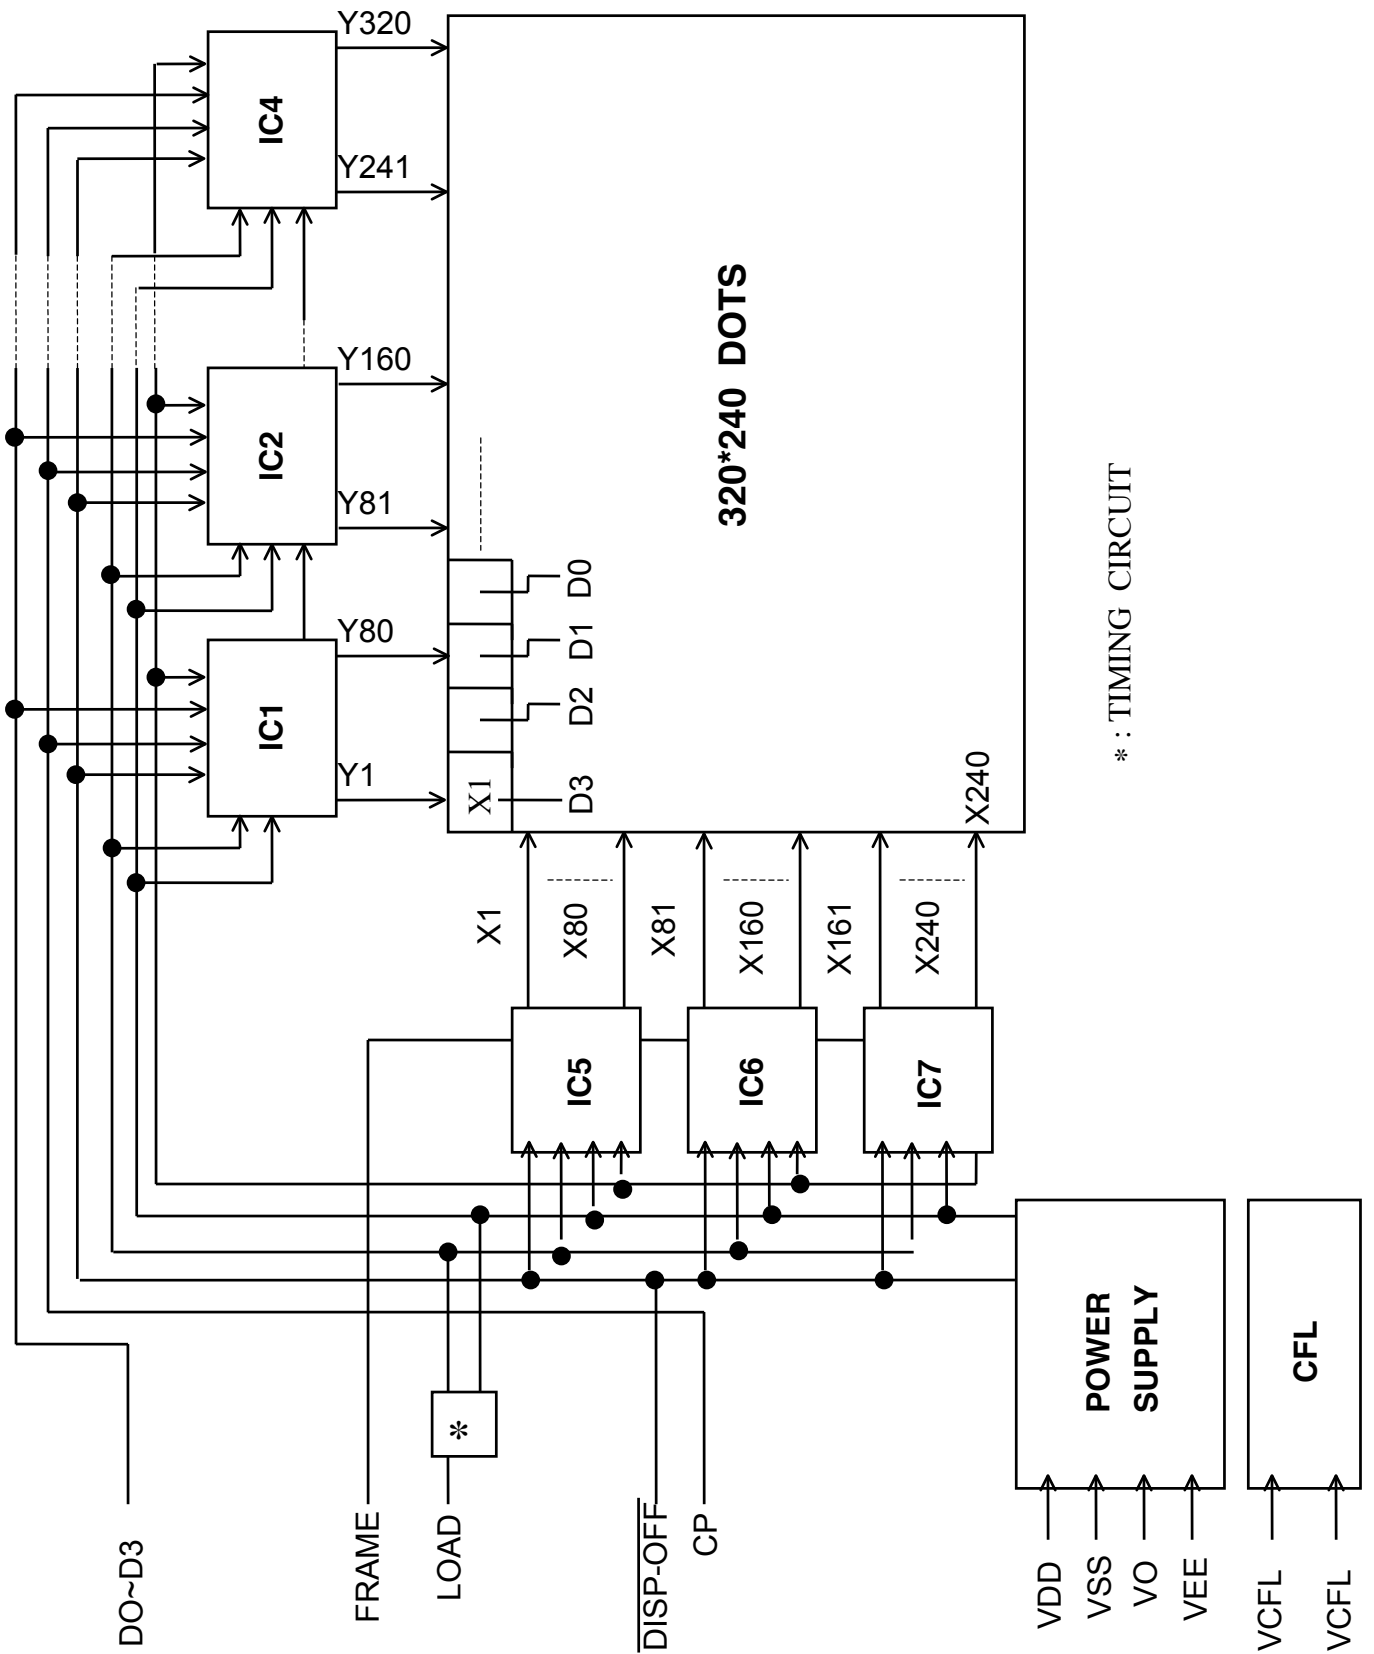 Y320
IC4
Y241
Y160
IC2
Y81
Y80
IC1
Y1
320*240 DOTS
D0
D1
D2
D3
X1
X240
* : TIMING CIRCUIT
X1
X80
X81
X160
X161
X240
IC5
IC6
IC7
POWER
SUPPLY
CFL
*
DO~D3
FRAME
LOAD
DISP-OFF
CP
VDD
VSS
VO
VEE
VCFL
VCFL